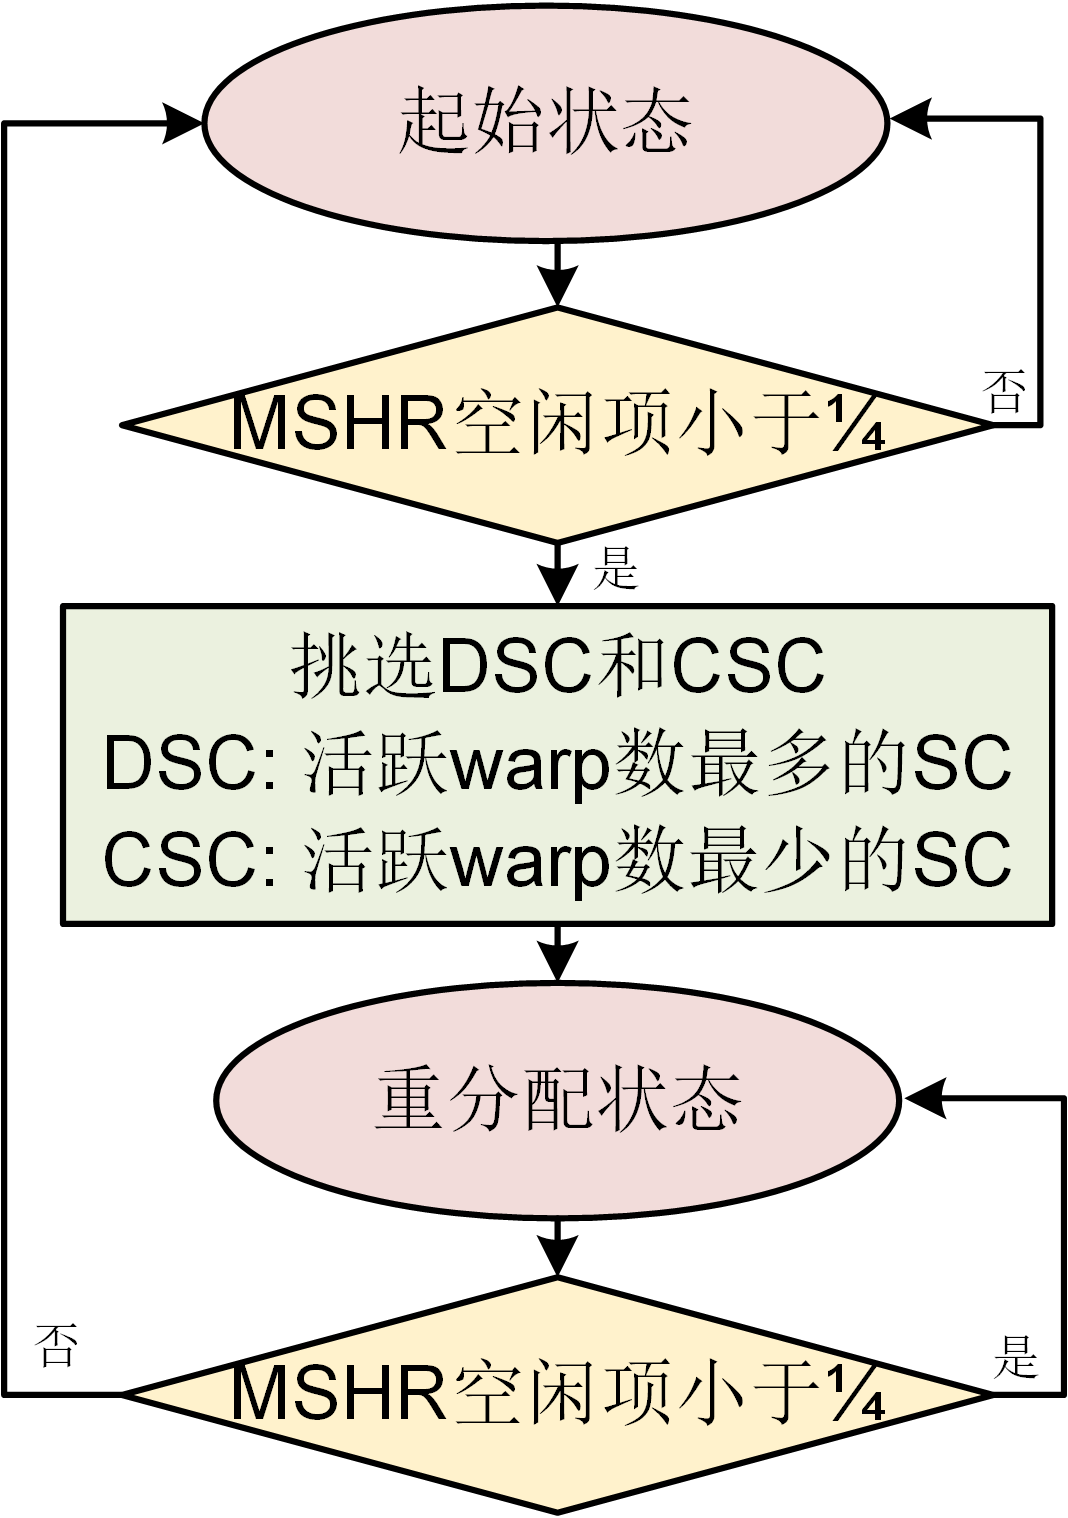 起始状态
MSHR空闲项小于¼
否
是
挑选DSC和CSC
DSC: 活跃warp数最多的SC
CSC: 活跃warp数最少的SC
重分配状态
否
MSHR空闲项小于¼
是